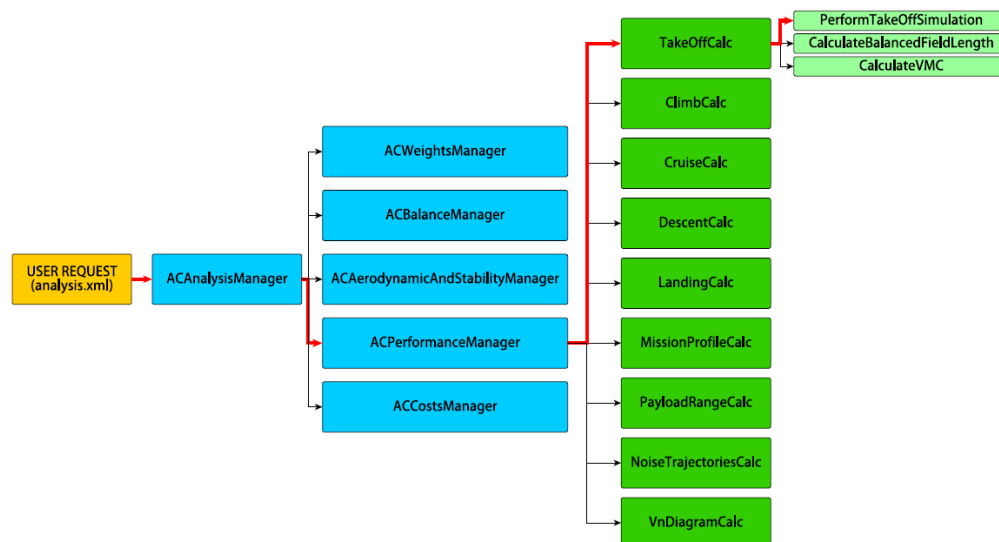 USER REQUEST
(analysis.xml)
ACAnalysisManager
ACWeightsManager
ACBalanceManager
ACAerodynamicAndStabilityManager
ACPerformanceManager
ACCostsManager
TakeOffCalc
ClimbCalc
CruiseCalc
DescentCalc
LandingCalc
MissionProfileCalc
PayloadRangeCalc
NoiseTrajectoriesCalc
VnDiagramCalc
PerformTakeOffSimulation
CalculateBalancedFieldLength
CalculateVMC